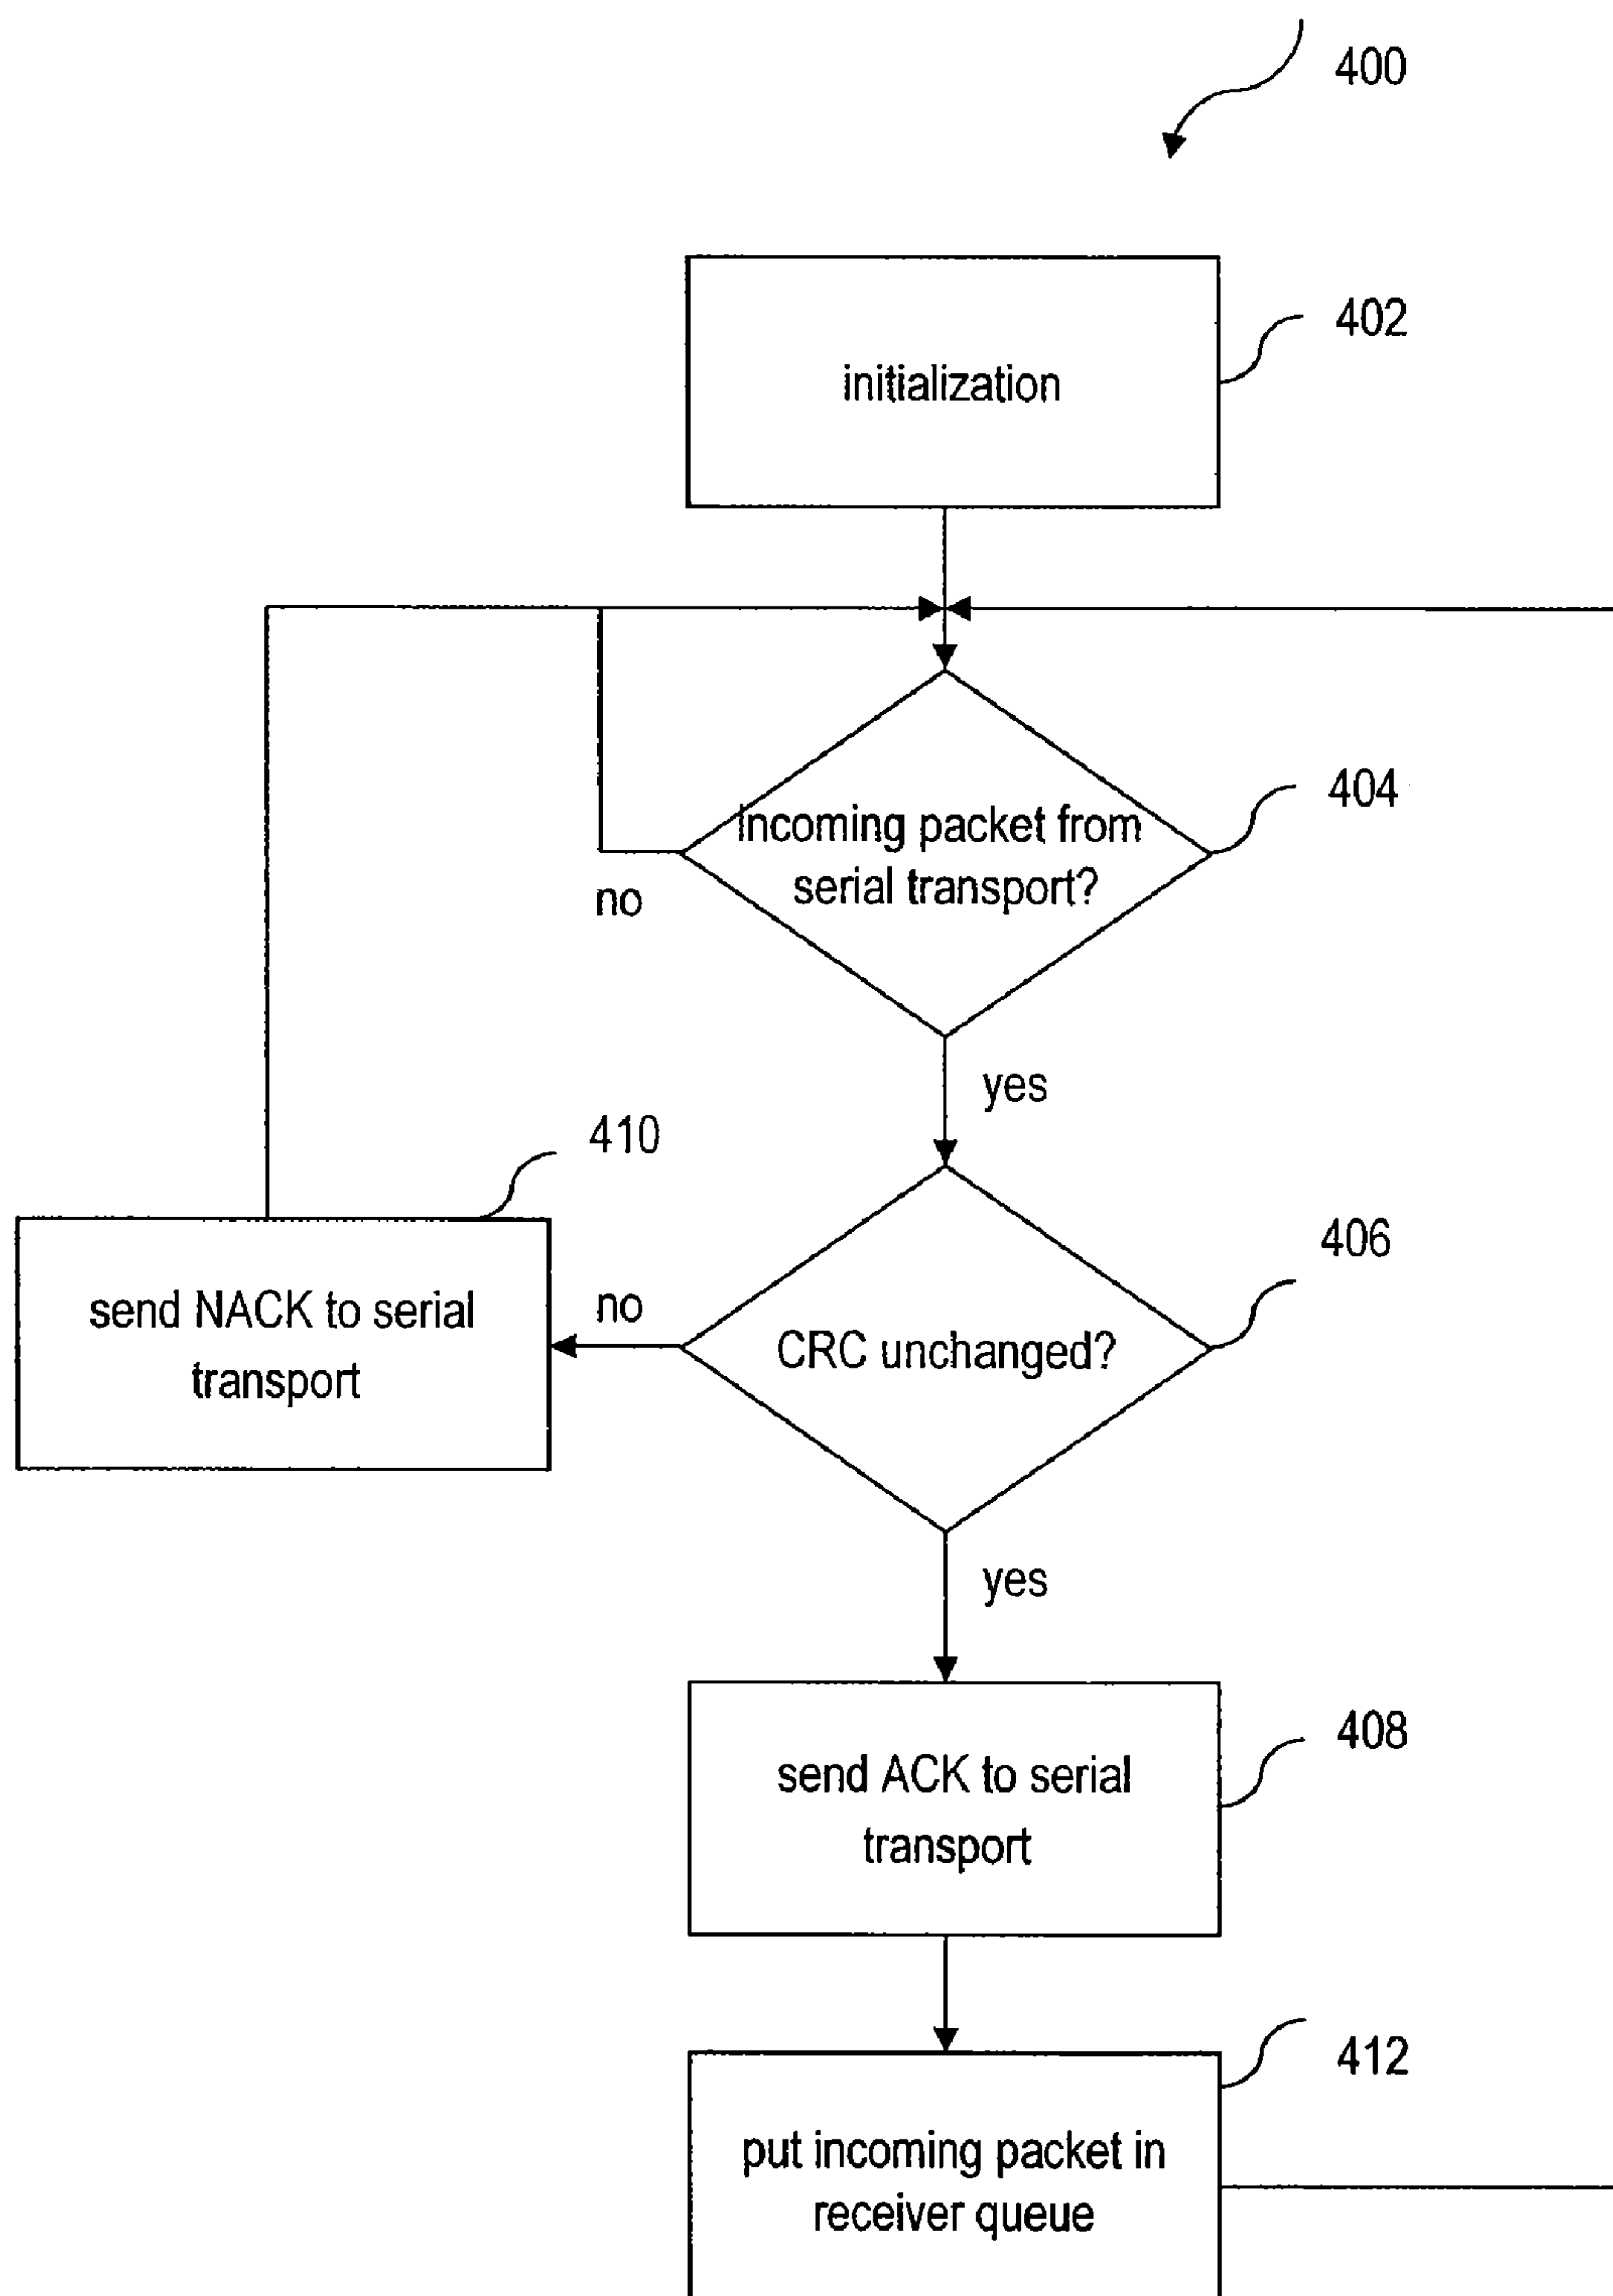 400
402
initialization
404
Incoming packet from
serial transport?
no
yes
410
406
send NACK to serial
transport
no
CRC unchanged?
yes
408
send ACK to serial
transport
412
put incoming packet in
receiver queue